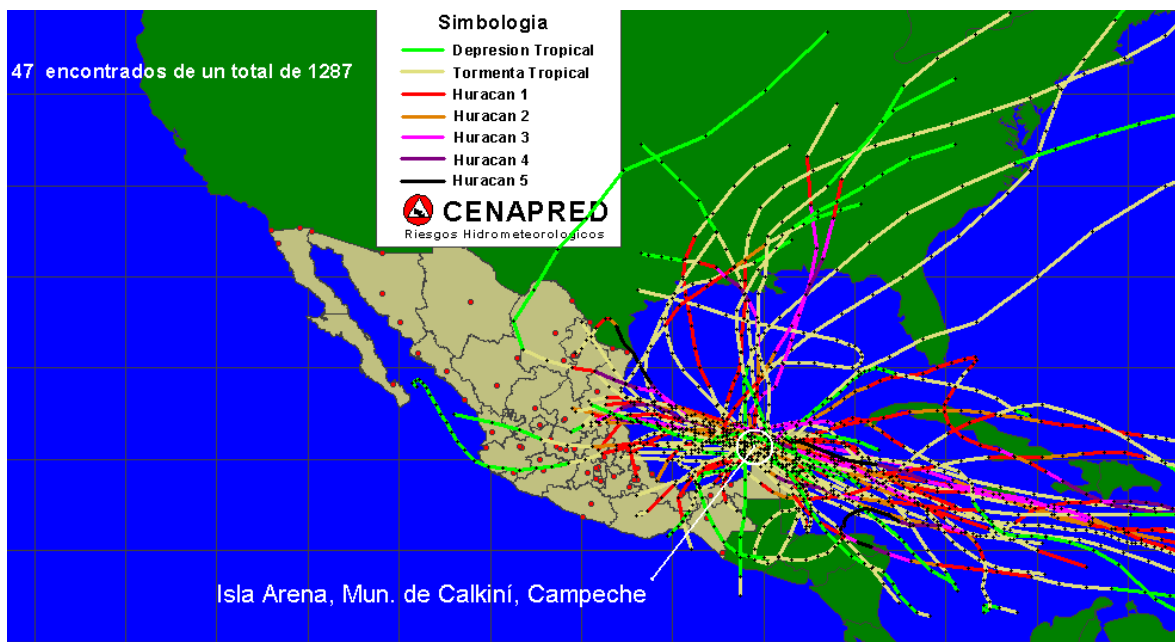 Simbologia
47 encontrados de un total de 1287
Depresion Tropical
Tormenta Tropical
Huracan 1
Huracan 2
Huracan 3
Huracan 4
Huracan 5
CENAPRED
Riesgos Hidrometeorologicos
Isla Arena, Mun. de Calkiní, Campeche